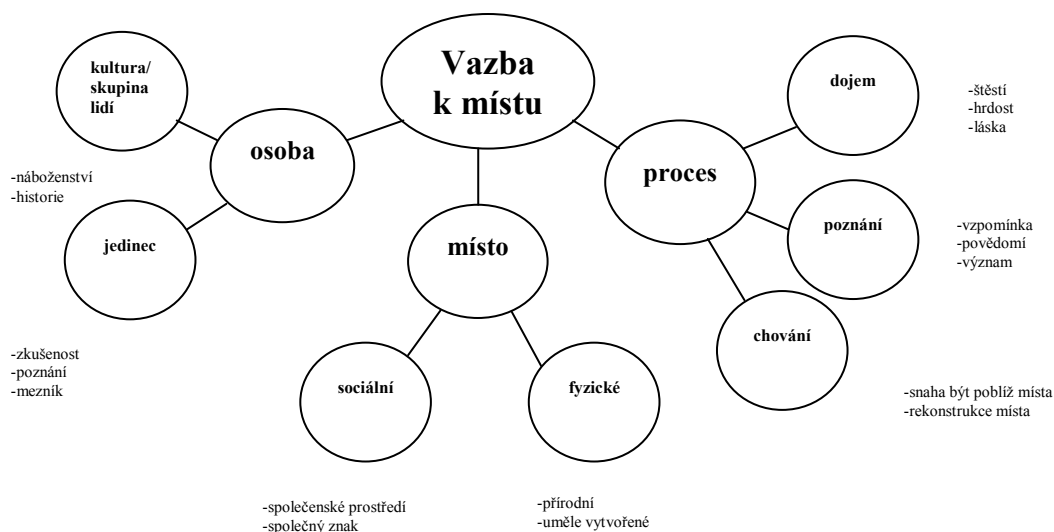 Vazba
k místu
kultura/
skupina
lidí
osoba
-náboženství
-historie
jedinec
-zkušenost
-poznání
-mezník
místo
sociální
-společenské prostředí
-společný znak
fyzické
-přírodní
-uměle vytvořené
proces
dojem
-štěstí
-hrdost
-láska
poznání
-vzpomínka
-povědomí
-význam
chování
-snaha být poblíž místa
-rekonstrukce místa